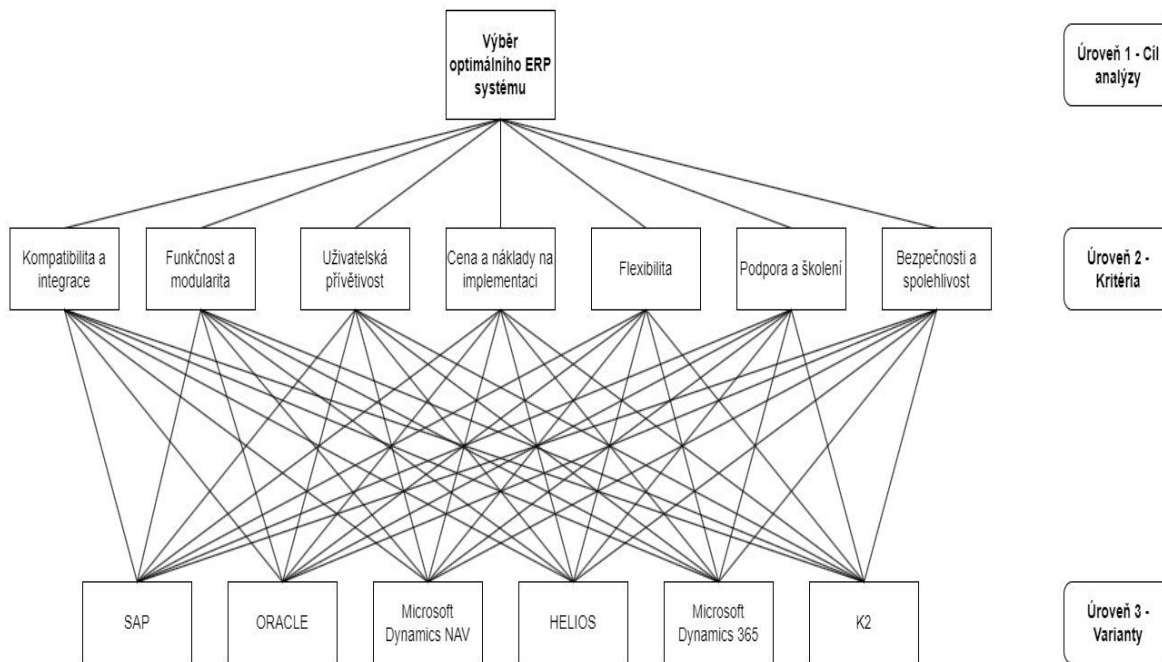 Výběr
optimálního ERP
systému
Úroveň 1 - Cíl
analýzy
Kompatibilita a
integrace
Funkčnost a
modularita
Uživatelská
přívětivost
Cena a náklady na
implementaci
Flexibilita
Podpora a školení
Bezpečnosti a
spolehlivost
Úroveň 2 -
Kritéria
SAP
ORACLE
Microsoft
Dynamics NAV
HELIOS
Microsoft
Dynamics 365
K2
Úroveň 3 -
Varianty